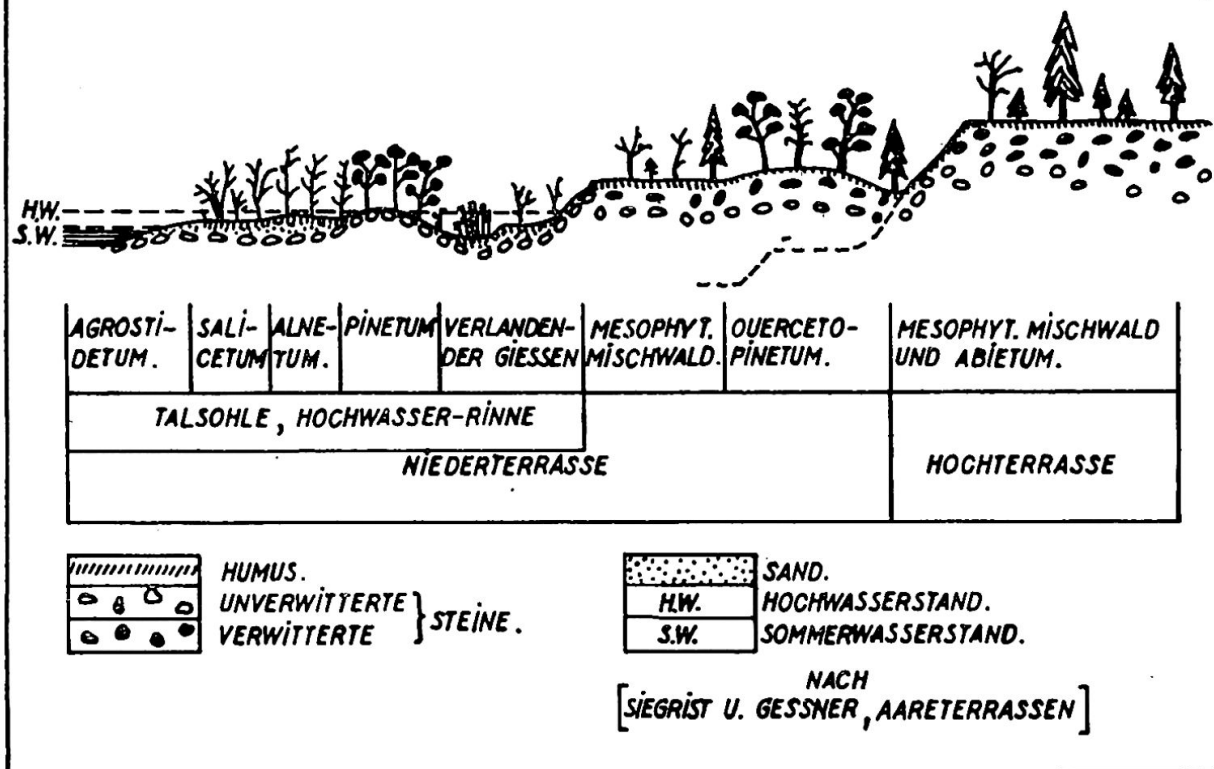 H.W.
S.W.
AGROSTI-
DETUM.
SALI-
CETUM
ALNE-
TUM.
PINETUM
VERLANDEN-
DER GIESSEN
MESOPHYT.
MISCHWALD.
QUERCETO-
PINETUM.
MESOPHYT. MISCHWALD
UND ABIETUM.
TALSOHLE, HOCHWASSER-RINNE
NIEDERTERRASSE
HOCHTERRASSE
HUMUS.
UNVERWITTERTE
VERWITTERTE
} STEINE.
SAND.
H.W. HOCHWASSERSTAND.
S.W. SOMMERWASSERSTAND.
NACH
[SIEGRIST U. GESSNER, AARETERRASSEN]